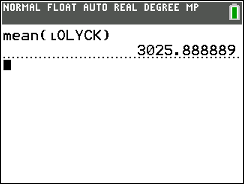 NORMAL FLOAT AUTO REAL DEGREE MP
mean(ʟOLYCK)
3025.888889